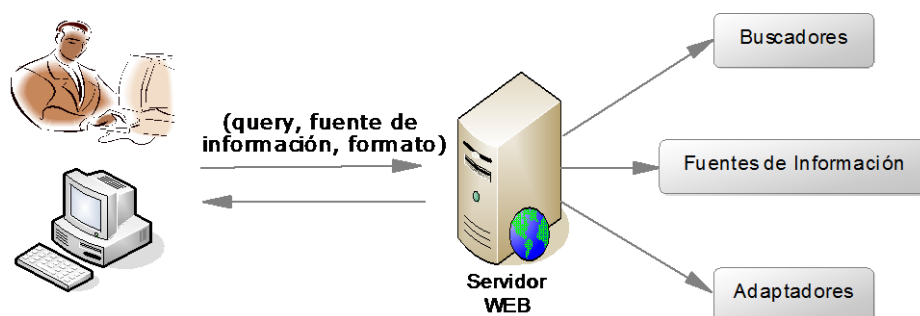 (query, fuente de
información, formato)
Servidor
WEB
Buscadores
Fuentes de Información
Adaptadores